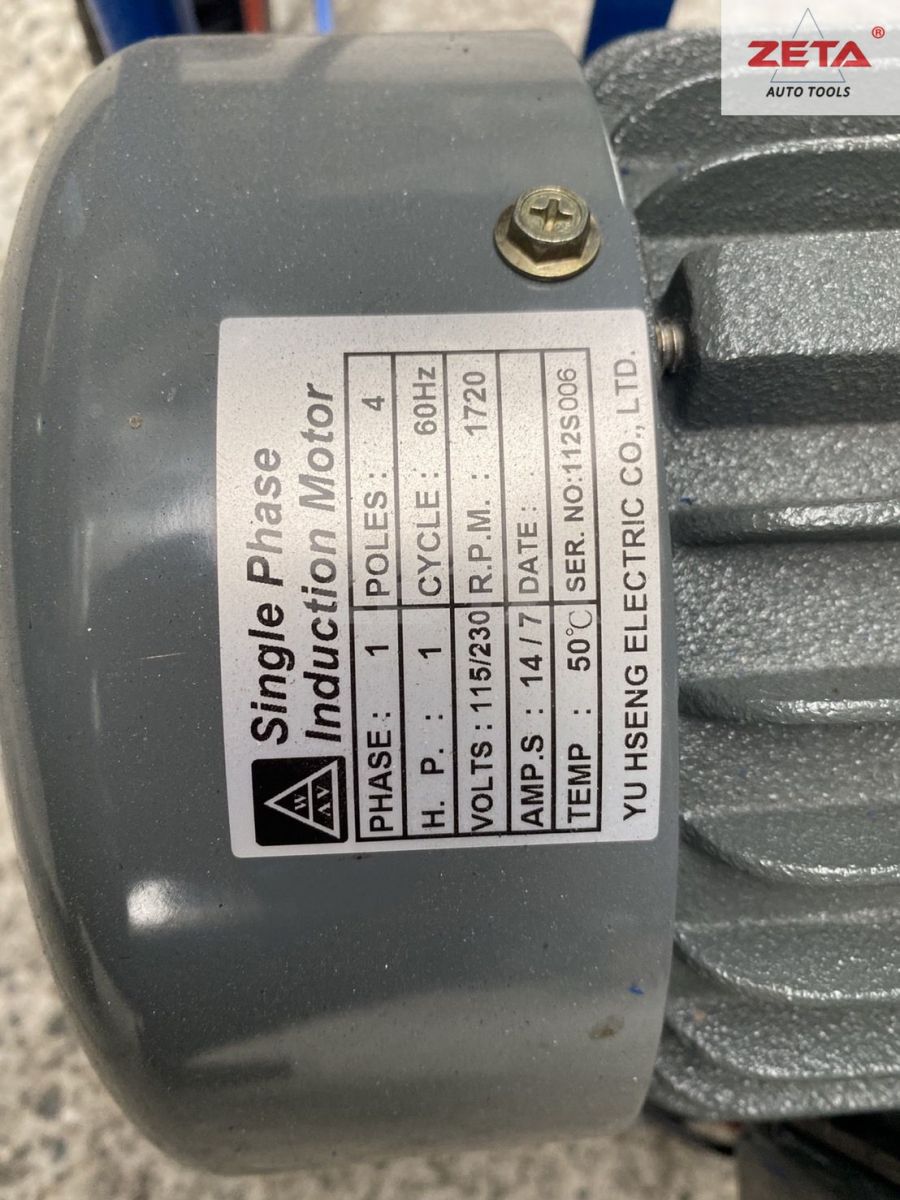 ZETA®
AUTO TOOLS
Single Phase
Induction Motor
WAV
PHASE : 1 POLES : 4
H. P. : 1 CYCLE : 60Hz
VOLTS : 115/230 R.P.M. : 1720
AMP.S : 14 / 7 DATE :
TEMP : 50℃ SER. NO:112S006
YU HSENG ELECTRIC CO., LTD.